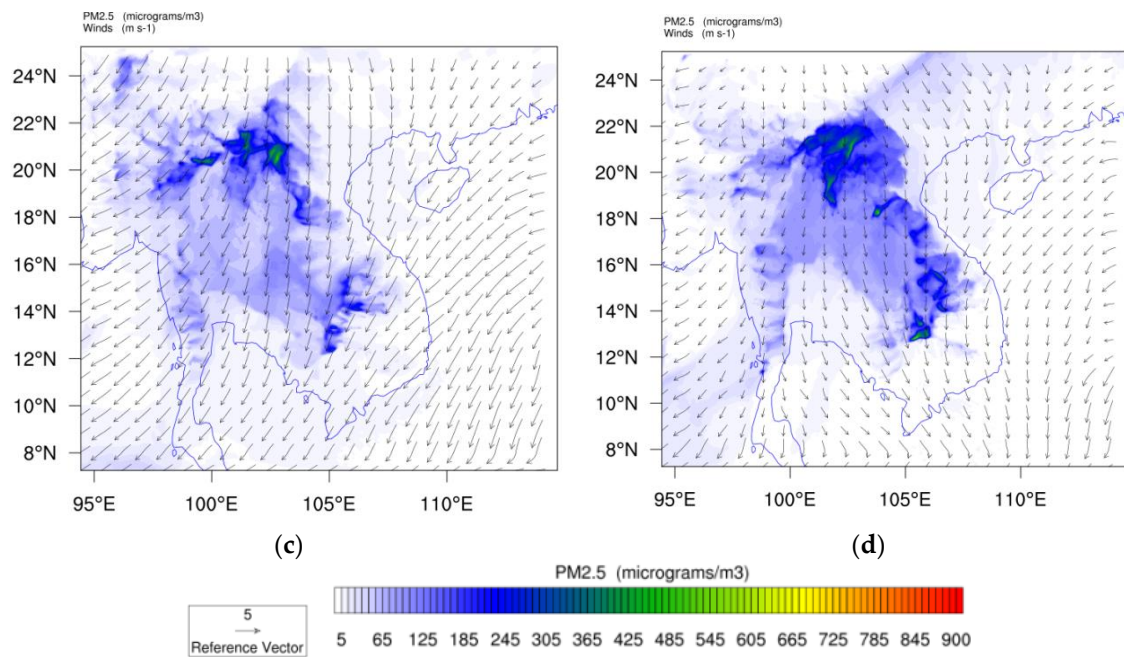 PM2.5 (micrograms/m3)
Winds (m s-1)
24°N
22°N
20°N
18°N
16°N
14°N
12°N
10°N
8°N
95°E 100°E 105°E 110°E
(c)
PM2.5 (micrograms/m3)
Winds (m s-1)
24°N
22°N
20°N
18°N
16°N
14°N
12°N
10°N
8°N
95°E 100°E 105°E 110°E
(d)
PM2.5 (micrograms/m3)
5 65 125 185 245 305 365 425 485 545 605 665 725 785 845 900
5
Reference Vector